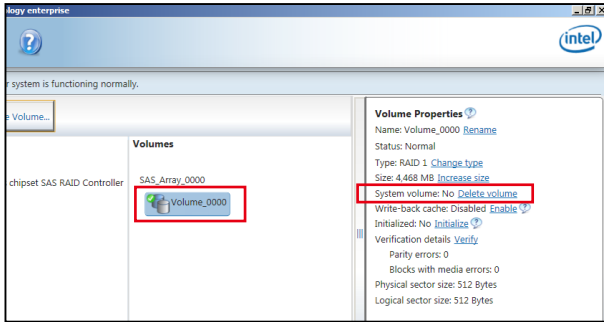 ology enterprise
?
intel
r system is functioning normally.
e Volume...
Volumes
chipset SAS RAID Controller
SAS_Array_0000
Volume_0000
Volume Properties ?
Name: Volume_0000 Rename
Status: Normal
Type: RAID 1 Change type
Size: 4,468 MB Increase size
System volume: No Delete volume
Write-back cache: Disabled Enable ?
Initialized: No Initialize ?
Verification details Verify
Parity errors: 0
Blocks with media errors: 0
Physical sector size: 512 Bytes
Logical sector size: 512 Bytes